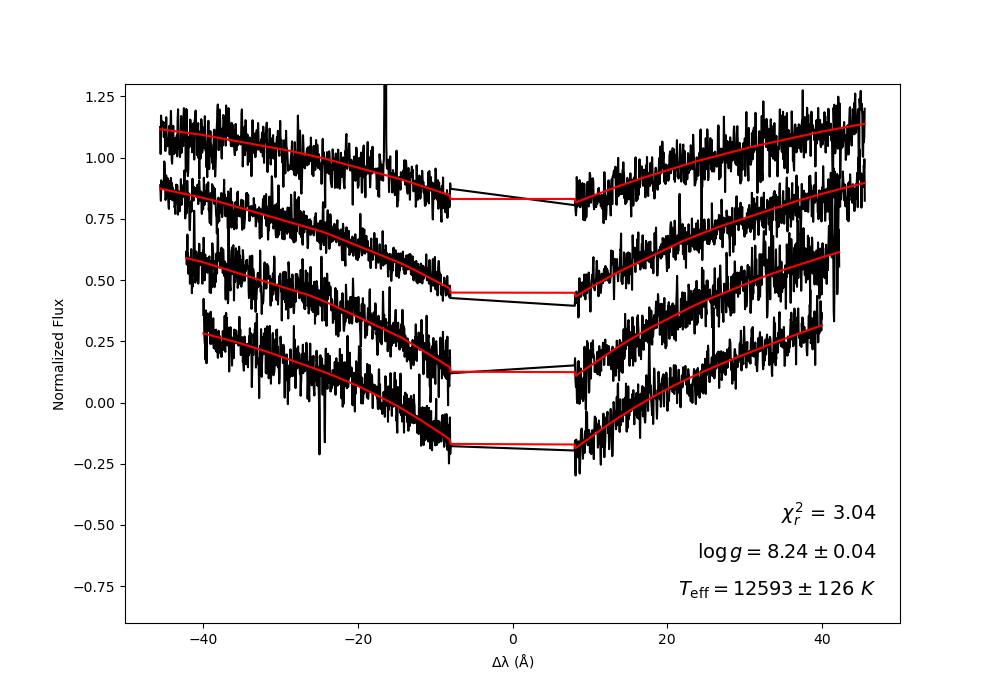 1.25
1.00
0.75
0.50
0.25
0.00
−0.25
−0.50
−0.75
Normalized Flux
χ²ᵣ = 3.04
log g = 8.24 ± 0.04
T_eff = 12593 ± 126 K
−40 −20 0 20 40
Δλ (Å)